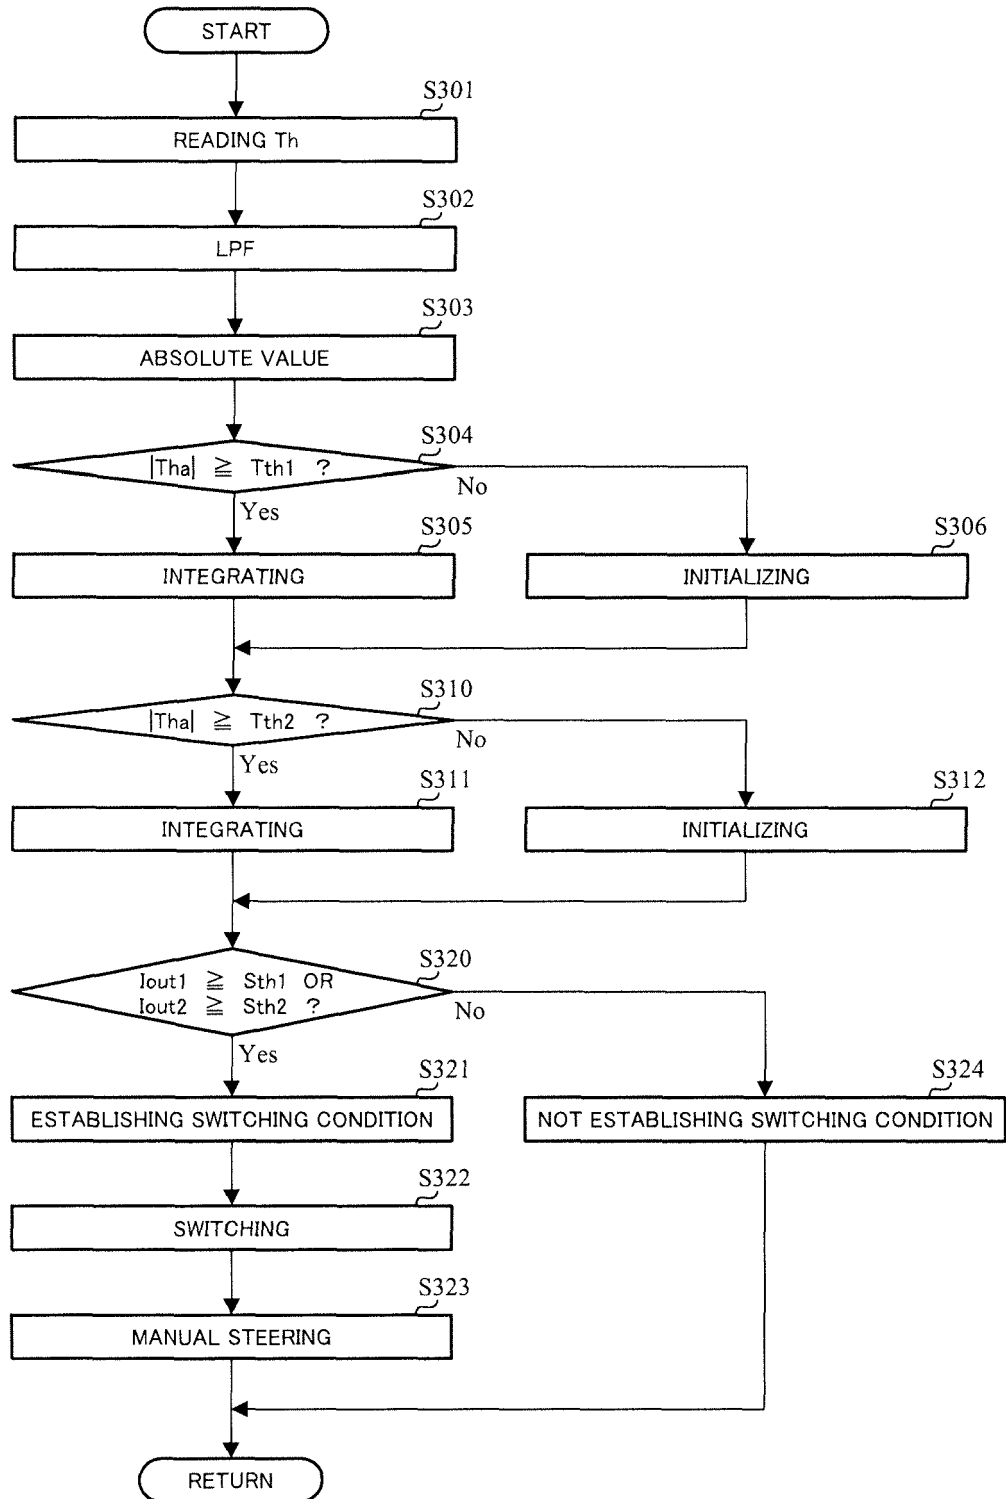 START
S301
READING Th
S302
LPF
S303
ABSOLUTE VALUE
S304
|Tha| ≧ Tth1 ?
No
Yes
S305
INTEGRATING
S306
INITIALIZING
S310
|Tha| ≧ Tth2 ?
No
Yes
S311
INTEGRATING
S312
INITIALIZING
S320
Iout1 ≧ Sth1 OR
Iout2 ≧ Sth2 ?
No
Yes
S321
ESTABLISHING SWITCHING CONDITION
S324
NOT ESTABLISHING SWITCHING CONDITION
S322
SWITCHING
S323
MANUAL STEERING
RETURN